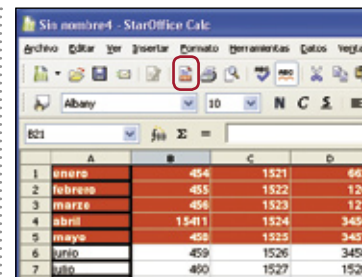 Sin nombre4 - StarOffice Calc
Archivo Editar Ver Insertar Formato Herramientas Datos
Albany 10 N C S
B21 Σ =
A B C D
1 enero 454 1521
2 febrero 455 1522
3 marzo 456 1523
4 abril 15411 1524
5 mayo 458 1525
6 junio 459 1526
7 julio 460 1527